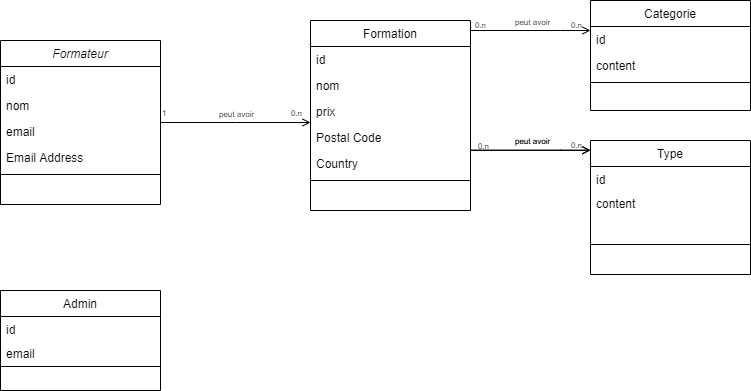 Formateur
id
nom
email
Email Address
1 peut avoir 0.n
Formation
id
nom
prix
Postal Code
Country
0.n peut avoir 0.n
Categorie
id
content
0.n peut avoir 0.n
Type
id
content
Admin
id
email